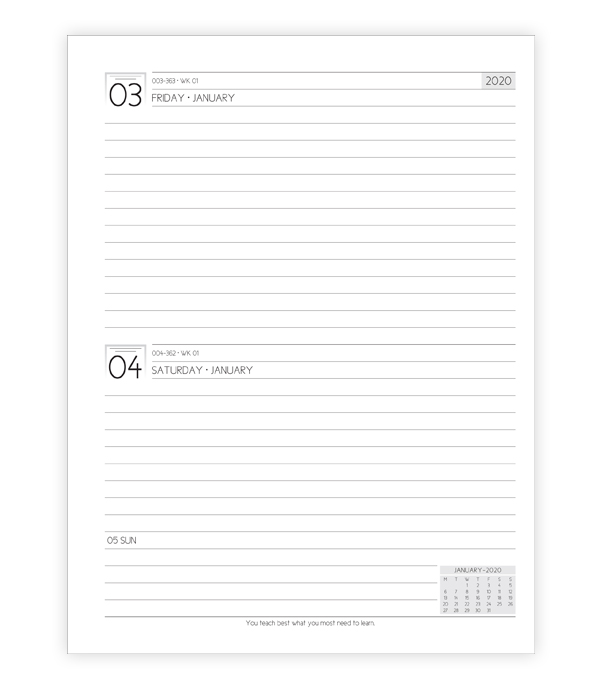 03
003-363 • WK 01
2020
FRIDAY • JANUARY
04
004-362 • WK 01
SATURDAY • JANUARY
05 SUN
JANUARY • 2020
M T W T F S S
1 2 3 4 5
6 7 8 9 10 11 12
13 14 15 16 17 18 19
20 21 22 23 24 25 26
27 28 29 30 31
You teach best what you most need to learn.